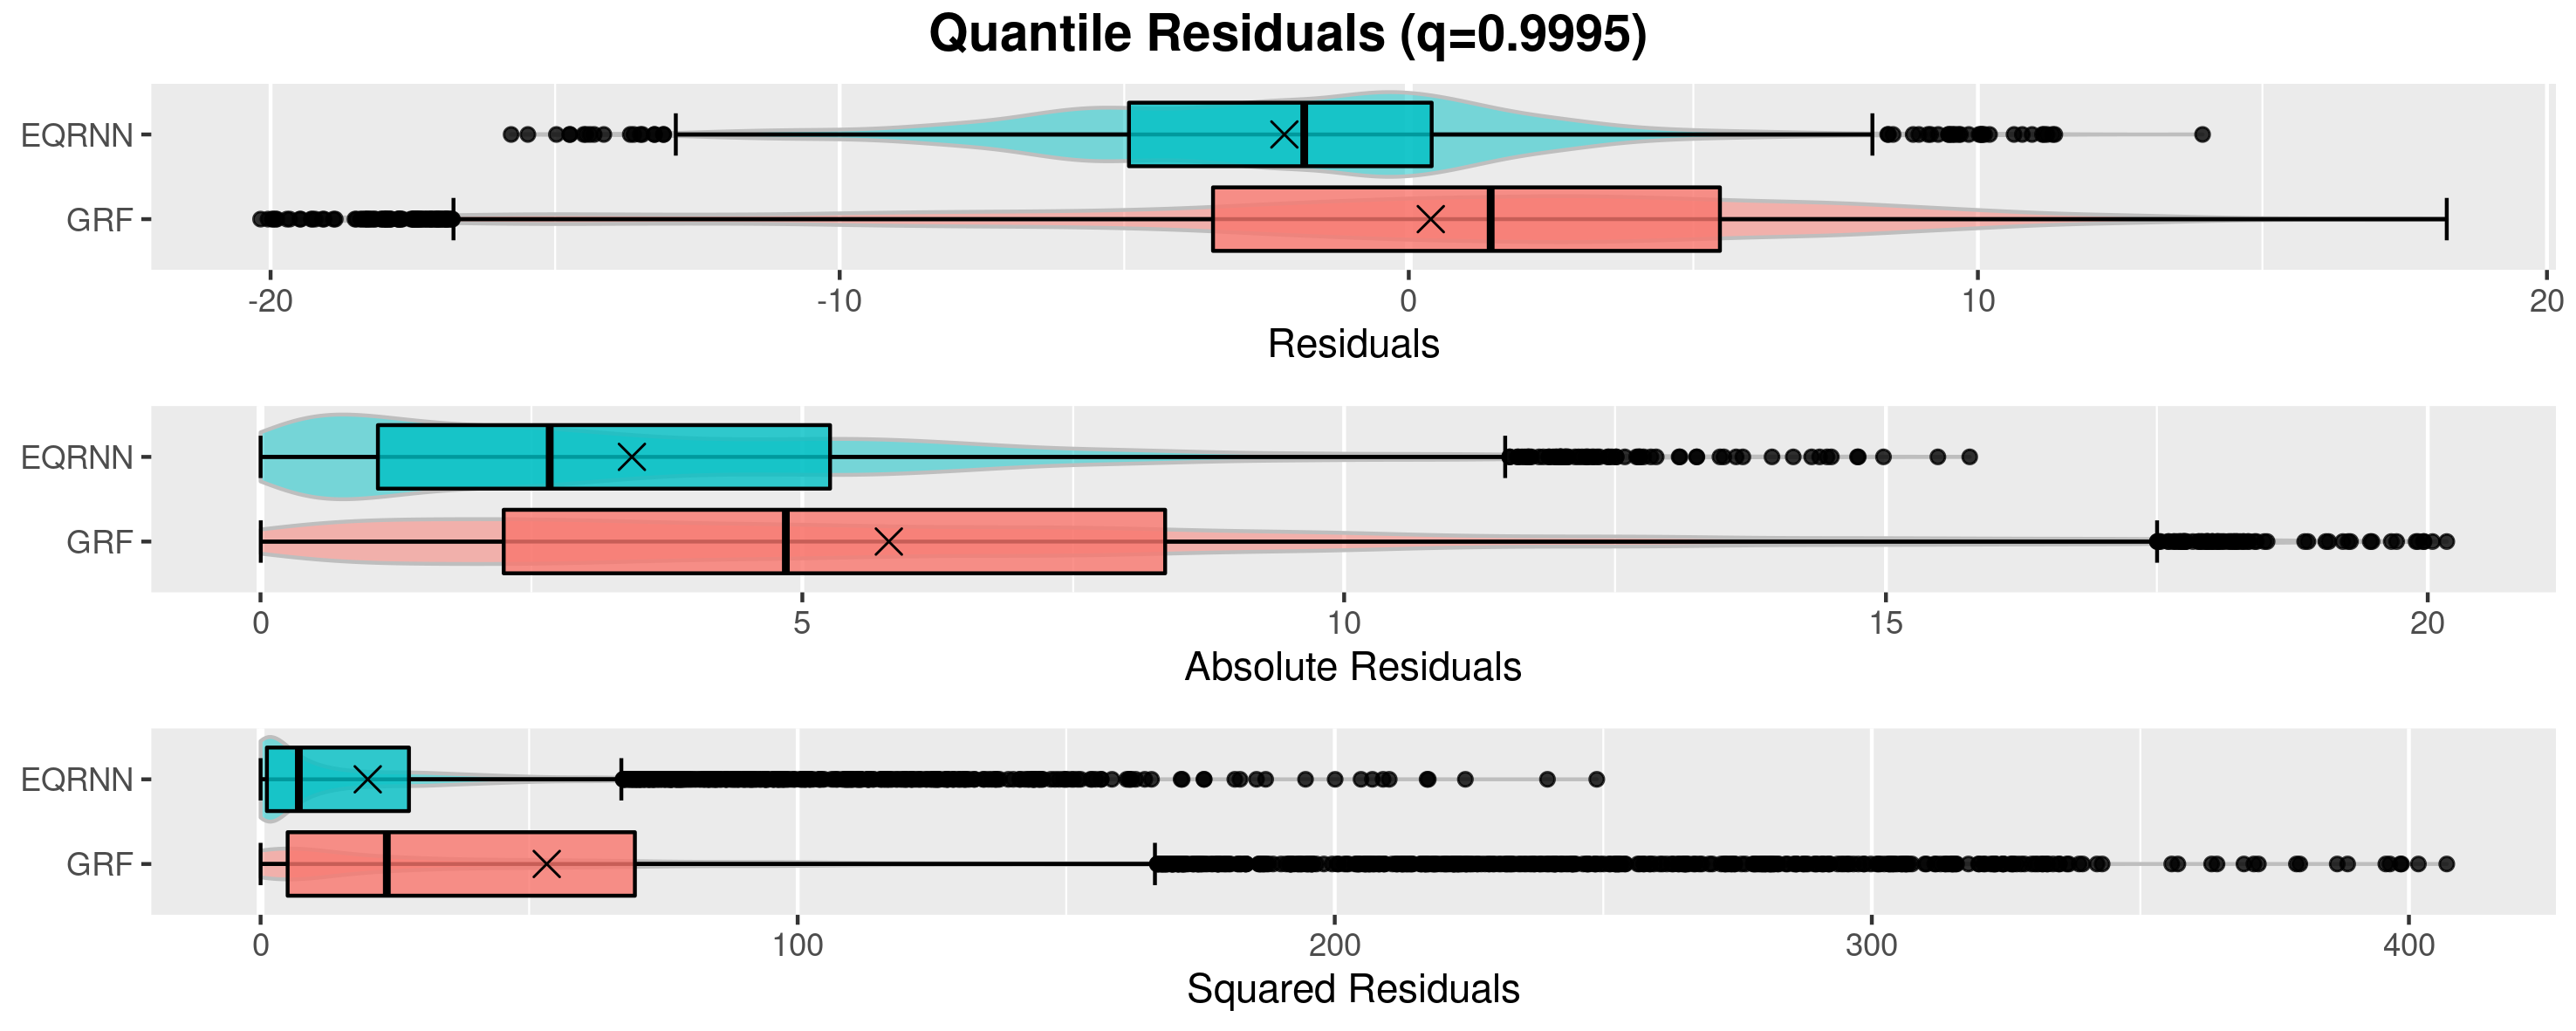 Quantile Residuals (q=0.9995)
EQRNN
GRF
-20 -10 0 10 20
Residuals
EQRNN
GRF
0 5 10 15 20
Absolute Residuals
EQRNN
GRF
0 100 200 300 400
Squared Residuals